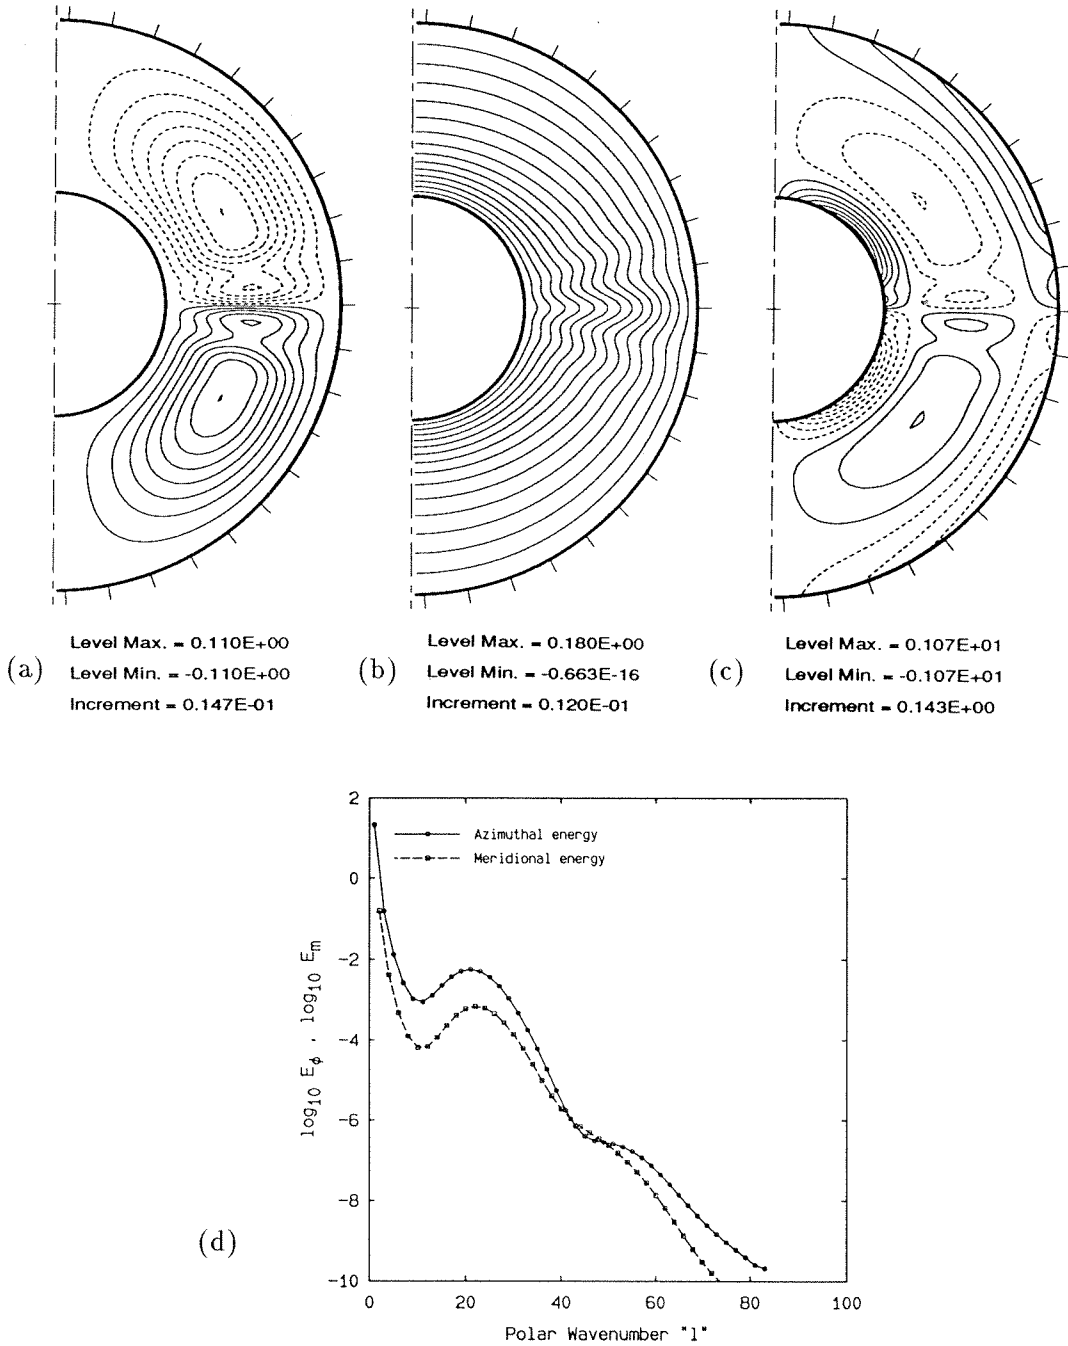 (a)
Level Max. = 0.110E+00
Level Min. = -0.110E+00
Increment = 0.147E-01
(b)
Level Max. = 0.180E+00
Level Min. = -0.663E-16
Increment = 0.120E-01
(c)
Level Max. = 0.107E+01
Level Min. = -0.107E+01
Increment = 0.143E+00
(d)
log10 Eϕ , log10 Em
2
0
-2
-4
-6
-8
-10
Azimuthal energy
Meridional energy
0 20 40 60 80 100
Polar Wavenumber "l"